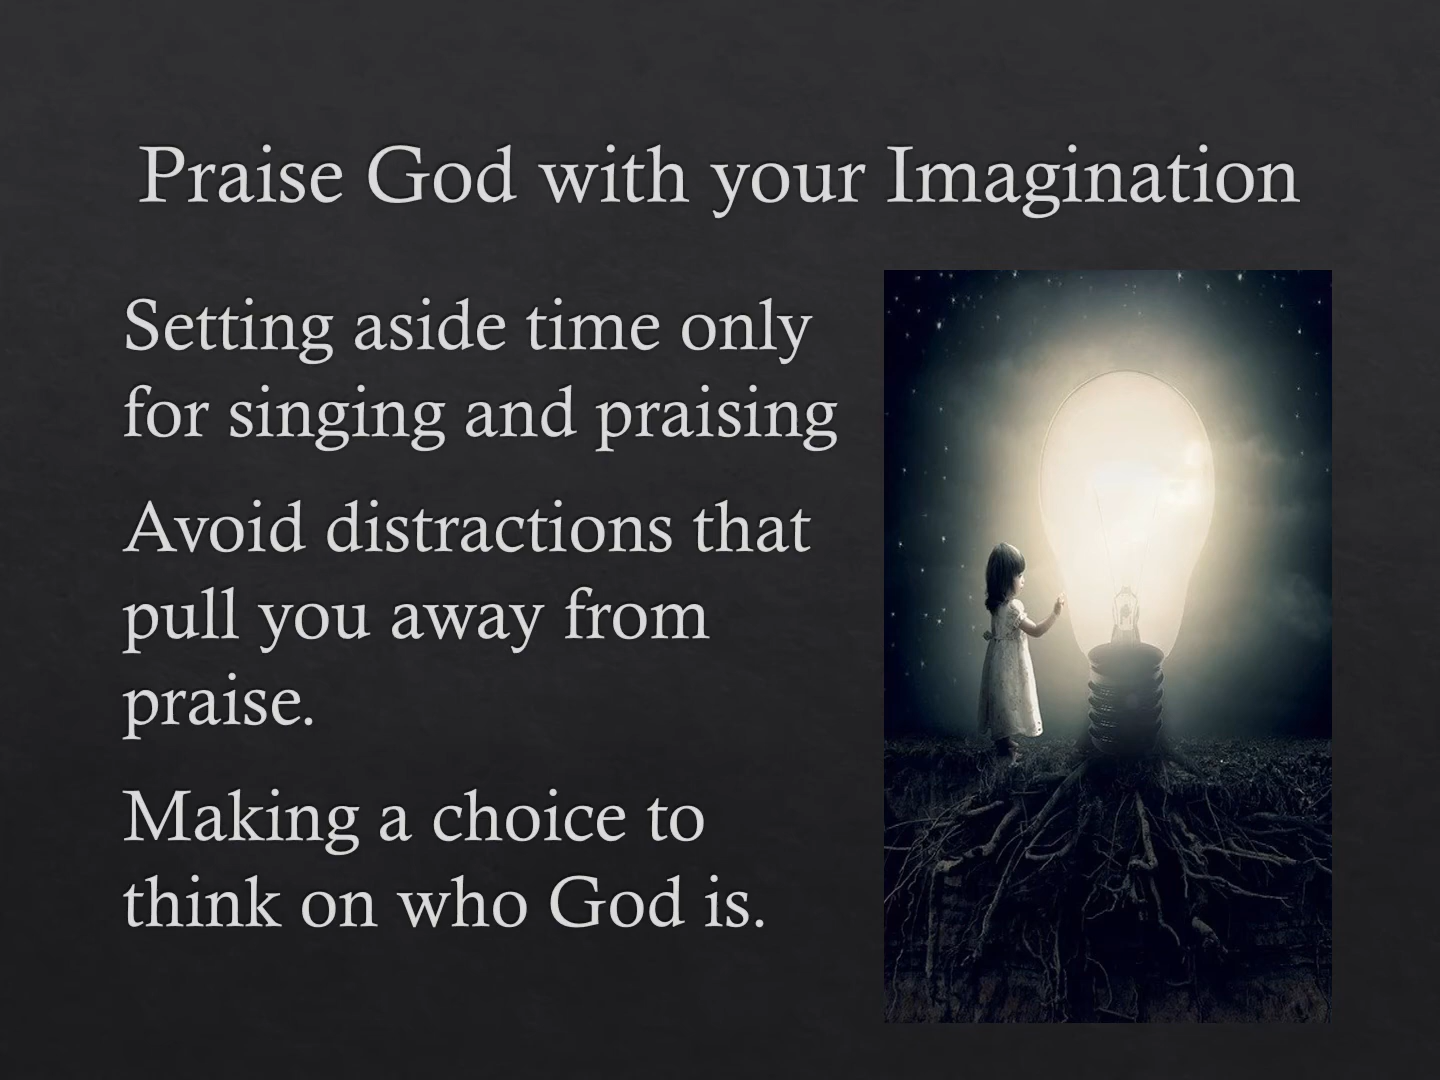 Praise God with your Imagination
Setting aside time only
for singing and praising
Avoid distractions that
pull you away from
praise.
Making a choice to
think on who God is.